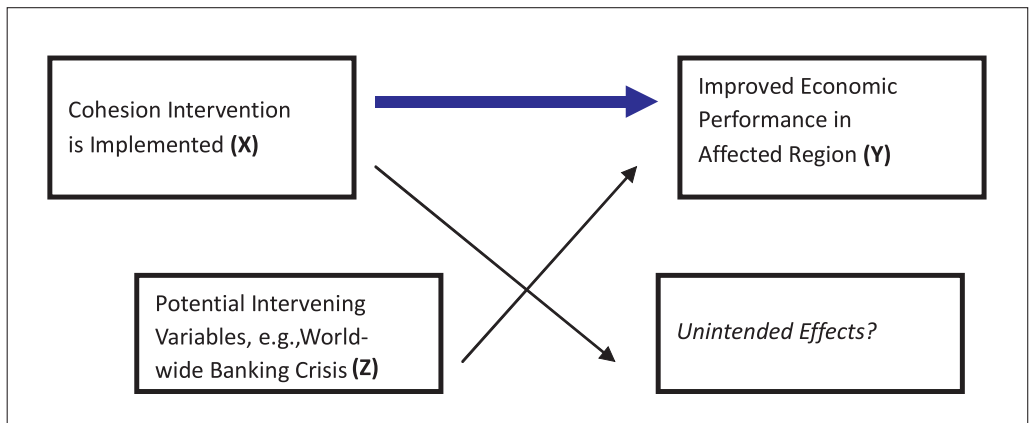 Cohesion Intervention
is Implemented (X)
Improved Economic
Performance in
Affected Region (Y)
Potential Intervening
Variables, e.g.,World-
wide Banking Crisis (Z)
Unintended Effects?